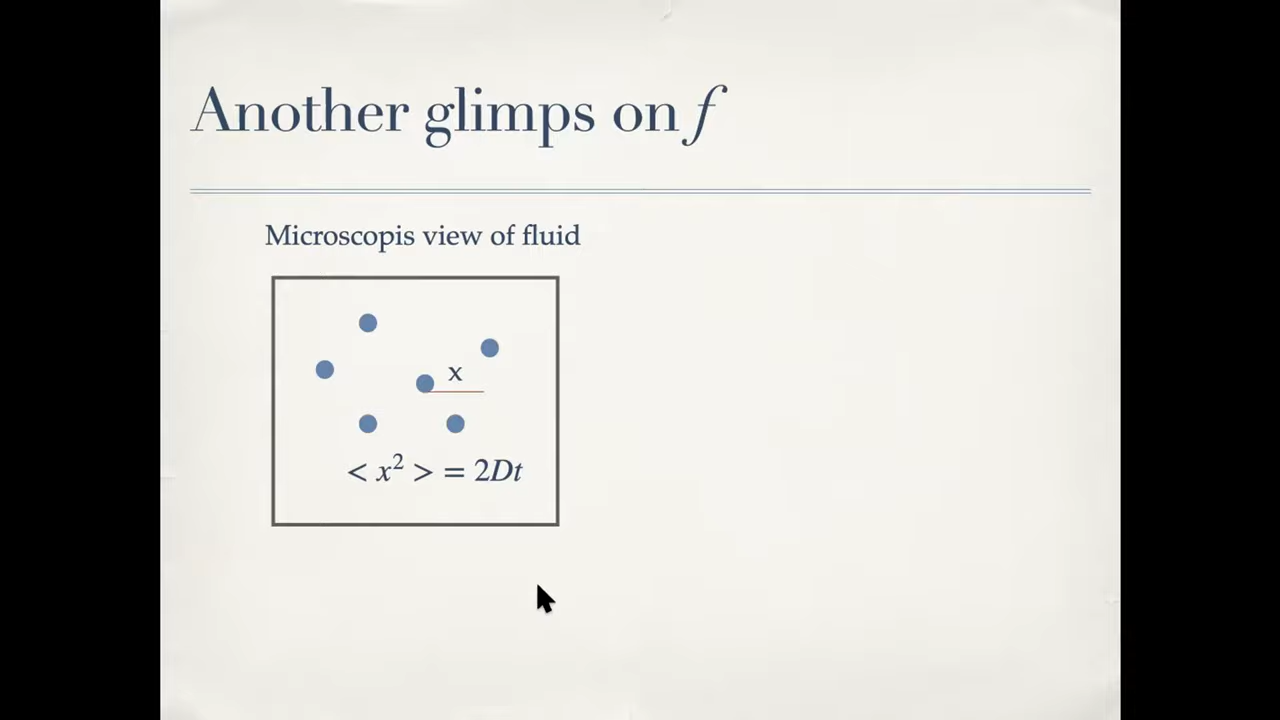 Another glimps on f
Microscopis view of fluid
x
< x² > = 2Dt